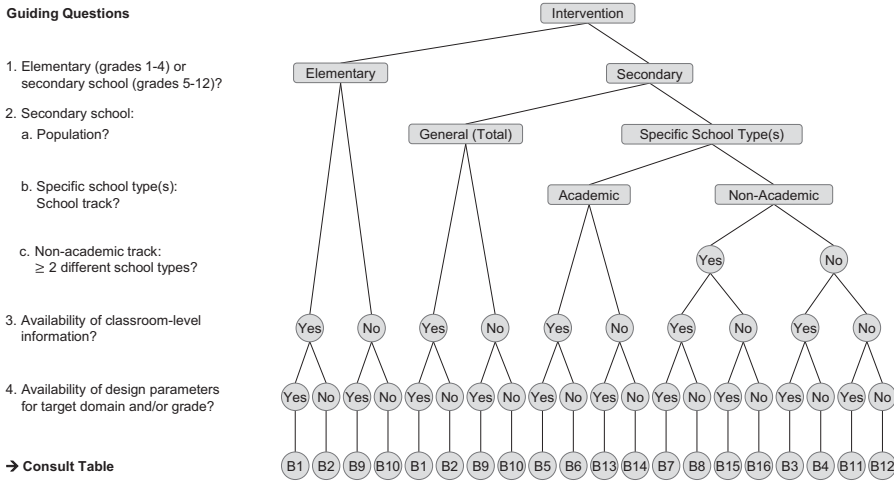 Guiding Questions
Intervention
1. Elementary (grades 1-4) or
secondary school (grades 5-12)?
Elementary
Secondary
2. Secondary school:
a. Population?
General (Total)
Specific School Type(s)
b. Specific school type(s):
School track?
Academic
Non-Academic
c. Non-academic track:
≥ 2 different school types?
Yes
No
3. Availability of classroom-level
information?
Yes No Yes No Yes No Yes No Yes No
4. Availability of design parameters
for target domain and/or grade?
Yes No Yes No Yes No Yes No Yes No Yes No Yes No Yes No Yes No Yes No
→ Consult Table
B1 B2 B9 B10 B1 B2 B9 B10 B5 B6 B13 B14 B7 B8 B15 B16 B3 B4 B11 B12